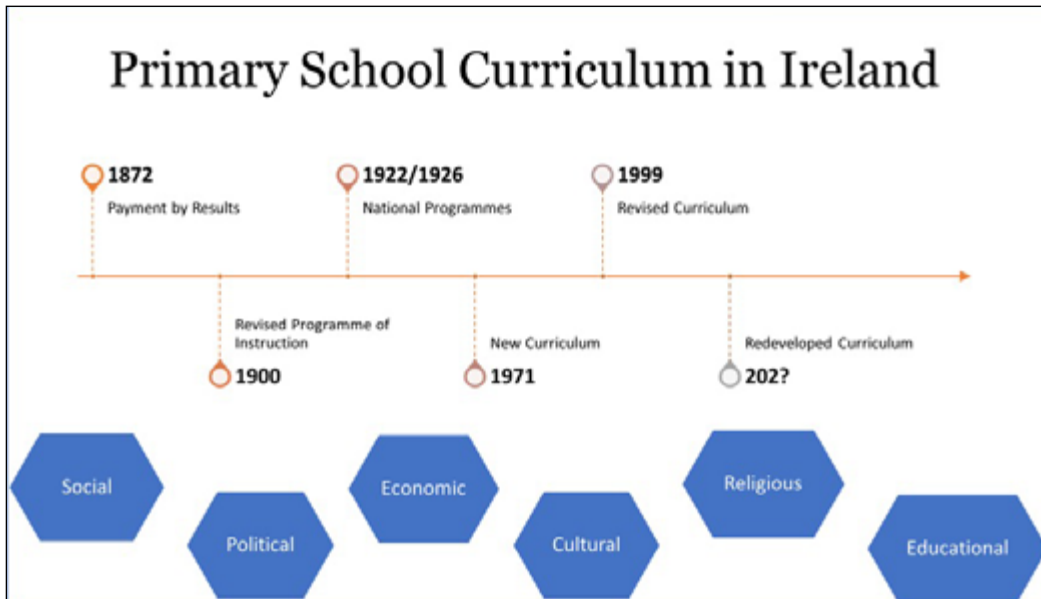 Primary School Curriculum in Ireland
1872
Payment by Results
1922/1926
National Programmes
1999
Revised Curriculum
Revised Programme of
Instruction
1900
New Curriculum
1971
Redeveloped Curriculum
202?
Social
Political
Economic
Cultural
Religious
Educational